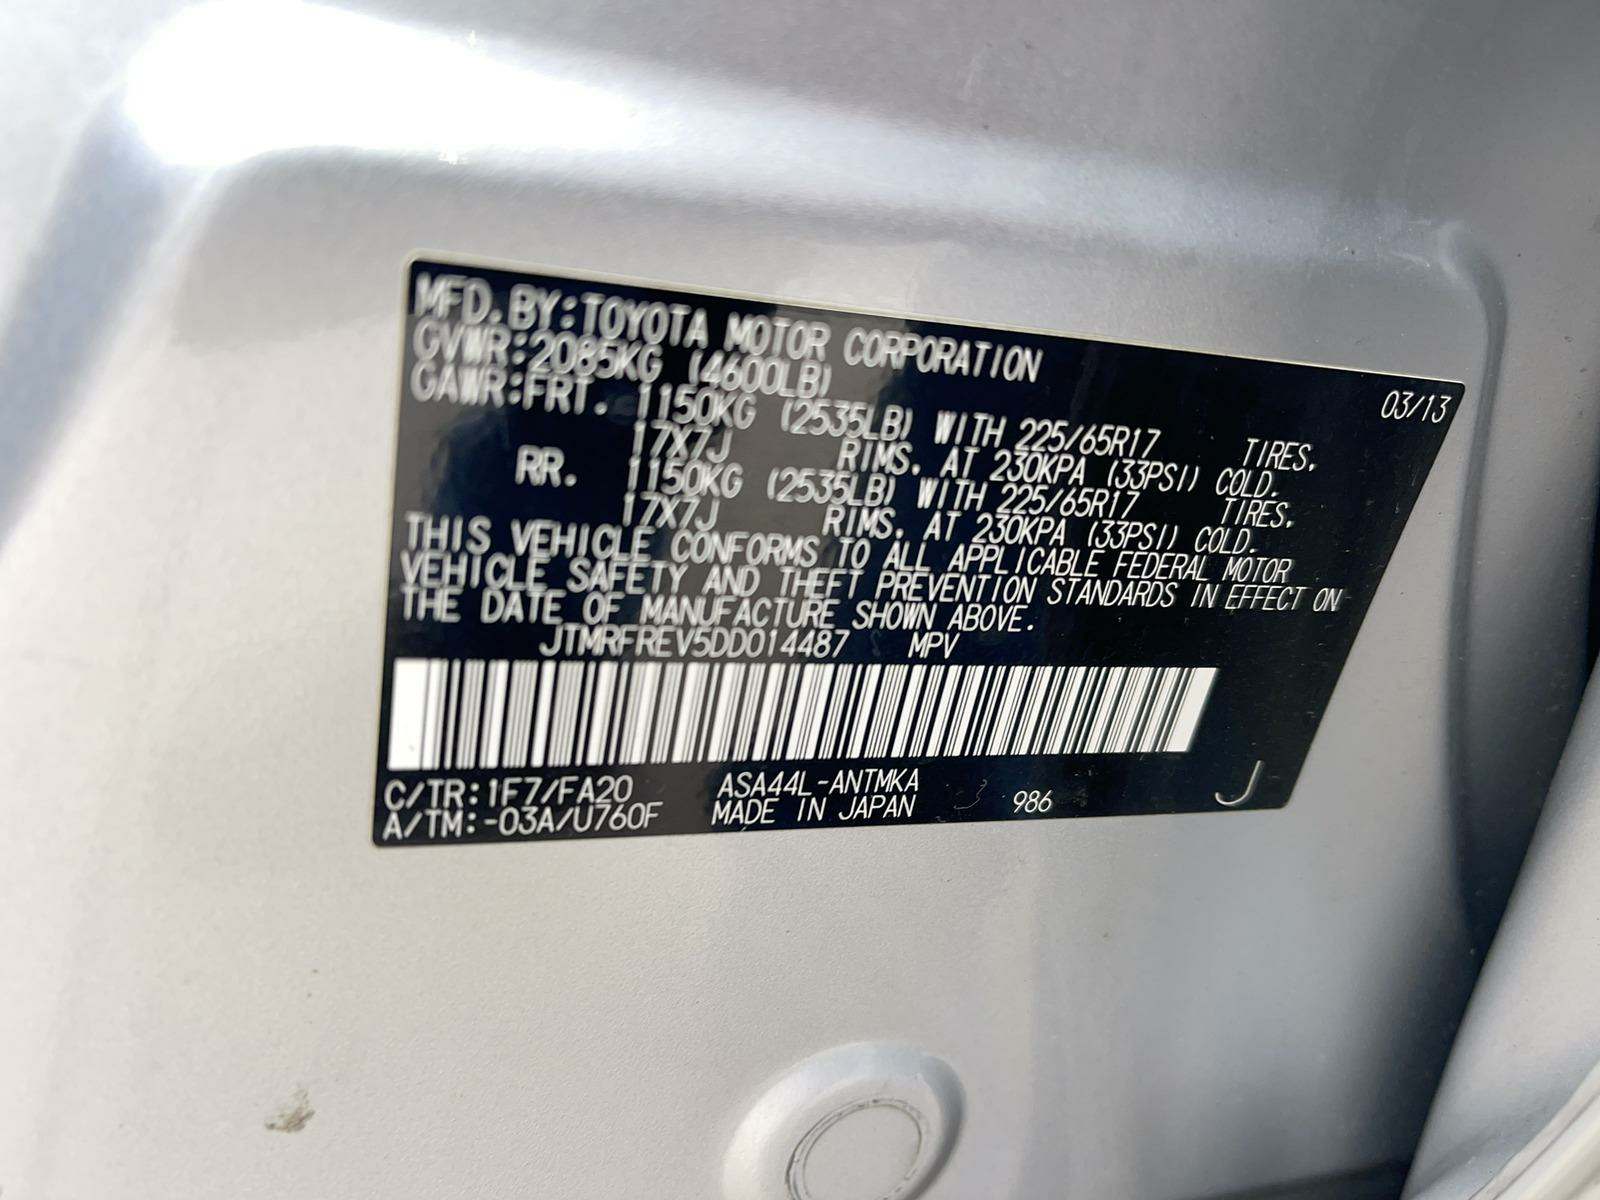 MFD. BY: TOYOTA MOTOR CORPORATION 03/13
GVWR: 2085KG (4600LB)
GAWR: FRT. 1150KG (2535LB) WITH 225/65R17 TIRES,
17X7J RIMS, AT 230KPA (33PSI) COLD.
RR. 1150KG (2535LB) WITH 225/65R17 TIRES,
17X7J RIMS, AT 230KPA (33PSI) COLD.
THIS VEHICLE CONFORMS TO ALL APPLICABLE FEDERAL MOTOR
VEHICLE SAFETY AND THEFT PREVENTION STANDARDS IN EFFECT ON
THE DATE OF MANUFACTURE SHOWN ABOVE.
JTMRFREV5DD014487 MPV
C/TR: 1F7/FA20 ASA44L-ANTMKA
A/TM: -03A/U760F MADE IN JAPAN 3 986 J